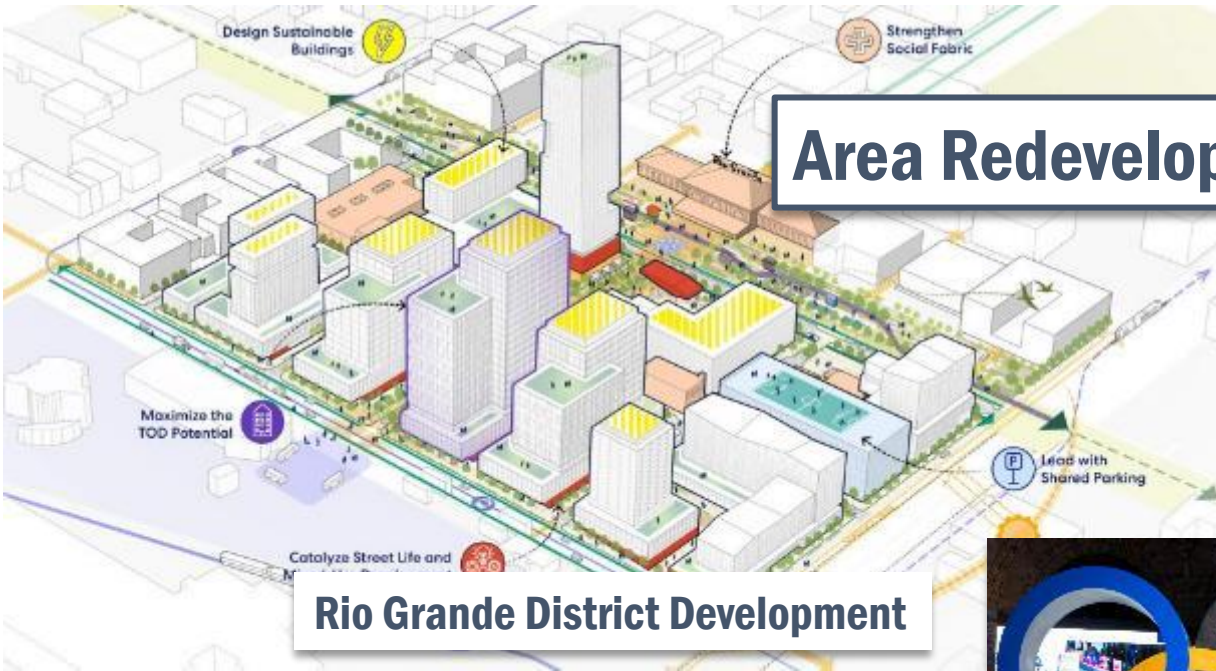 Design Sustainable
Buildings
Strengthen
Social Fabric
Area Redevelop
Maximize the
TOD Potential
P
Lead with
Shared Parking
Catalyze Street Life and
Rio Grande District Development